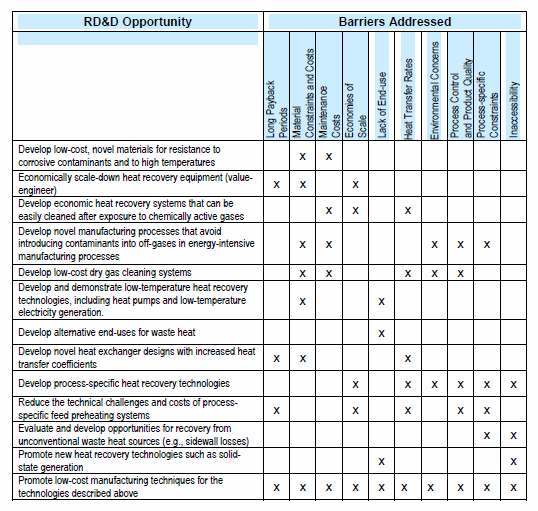 RD&D Opportunity
Barriers Addressed
Long Payback
Periods
Material
Constraints and Costs
Maintenance
Costs
Economies of
Scale
Lack of End-use
Heat Transfer Rates
Environmental Concerns
Process Control
and Product Quality
Process-specific
Constraints
Inaccessibility
Develop low-cost, novel materials for resistance to
corrosive contaminants and to high temperatures
x x
Economically scale-down heat recovery equipment (value-
engineer)
x x x
Develop economic heat recovery systems that can be
easily cleaned after exposure to chemically active gases
x x x
Develop novel manufacturing processes that avoid
introducing contaminants into off-gases in energy-intensive
manufacturing processes
x x x x x
Develop low-cost dry gas cleaning systems
x x x x x
Develop and demonstrate low-temperature heat recovery
technologies, including heat pumps and low-temperature
electricity generation.
x x
Develop alternative end-uses for waste heat
x
Develop novel heat exchanger designs with increased heat
transfer coefficients
x x x
Develop process-specific heat recovery technologies
x x x x x x
Reduce the technical challenges and costs of process-
specific feed preheating systems
x x x x x
Evaluate and develop opportunities for recovery from
unconventional waste heat sources (e.g., sidewall losses)
x x
Promote new heat recovery technologies such as solid-
state generation
x x
Promote low-cost manufacturing techniques for the
technologies described above
x x x x x x x x x x